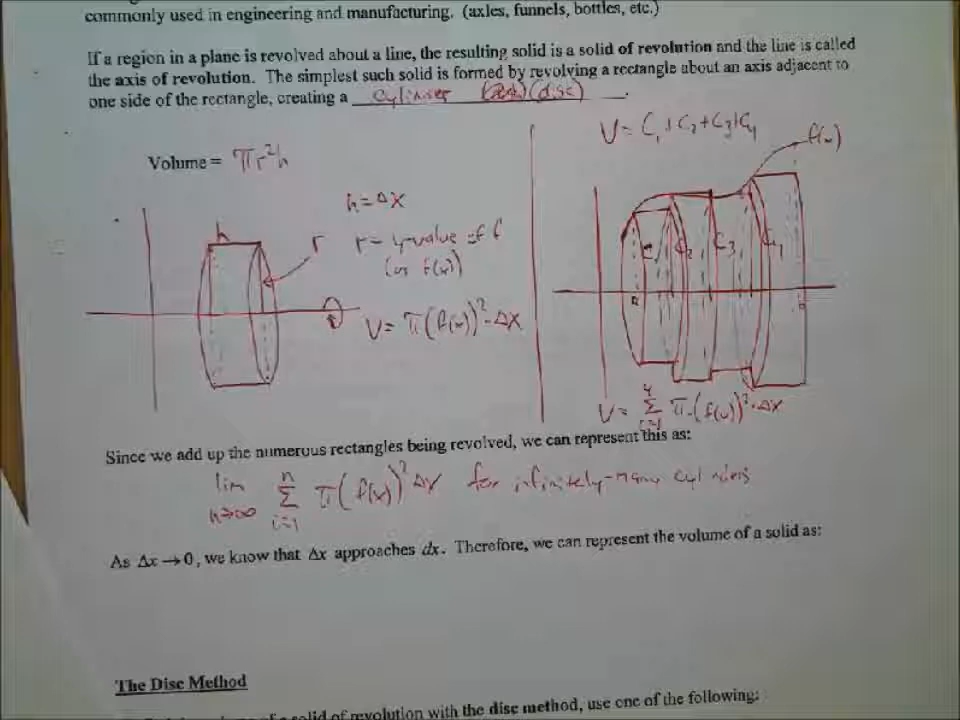 commonly used in engineering and manufacturing. (axles, funnels, bottles, etc.)
If a region in a plane is revolved about a line, the resulting solid is a solid of revolution and the line is called
the axis of revolution. The simplest such solid is formed by revolving a rectangle about an axis adjacent to
one side of the rectangle, creating a cylinder (disc).
V = C₁ + C₂ + C₃ + C₄
f(x)
Volume = πr²h
h = Δx
h
r
r = y-value of f
(or f(x))
V = π(f(x))²·Δx
C₁ C₂ C₃ C₄
a b
V = 4 Σ i=1 π·(f(x))²·Δx
Since we add up the numerous rectangles being revolved, we can represent this as:
lim n→∞ n Σ i=1 π(f(x))² Δx for infinitely-many cylinders
As Δx → 0, we know that Δx approaches dx. Therefore, we can represent the volume of a solid as:
The Disc Method
solid of revolution with the disc method, use one of the following: